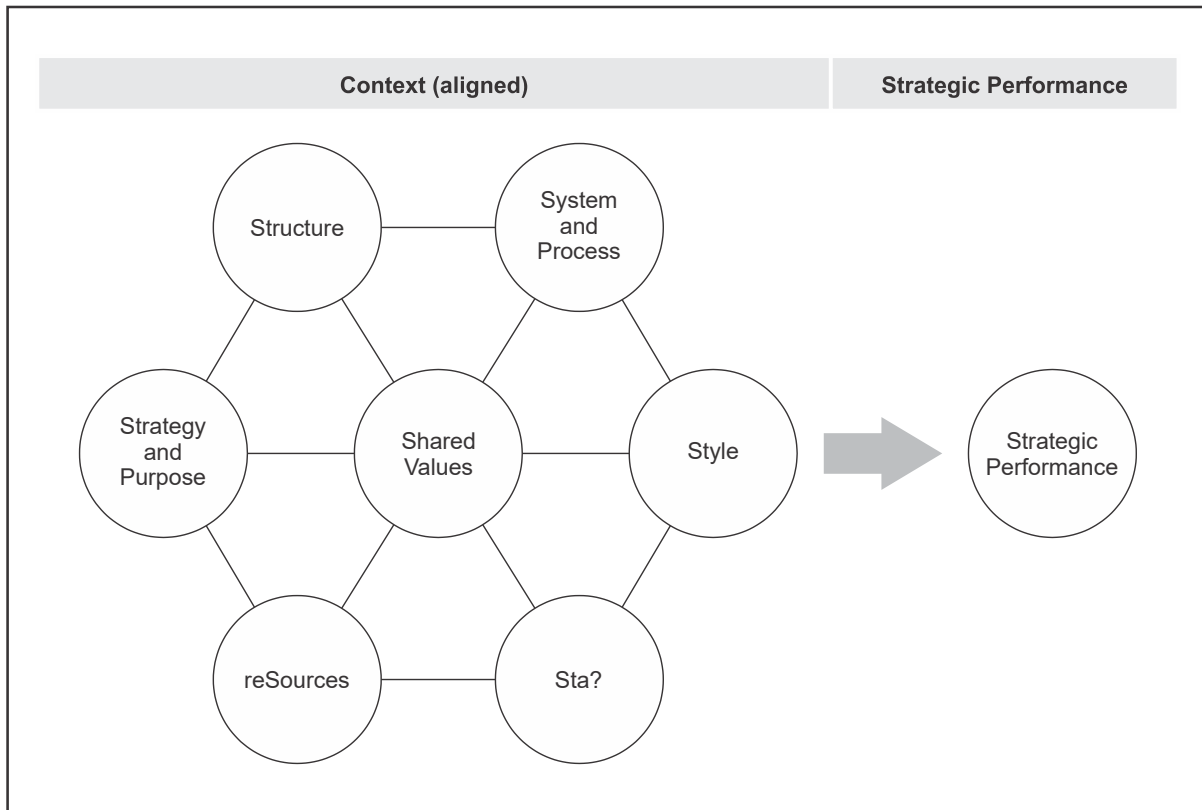 Context (aligned)
Strategic Performance
Structure
System
and
Process
Strategy
and
Purpose
Shared
Values
Style
Strategic
Performance
reSources
Sta?